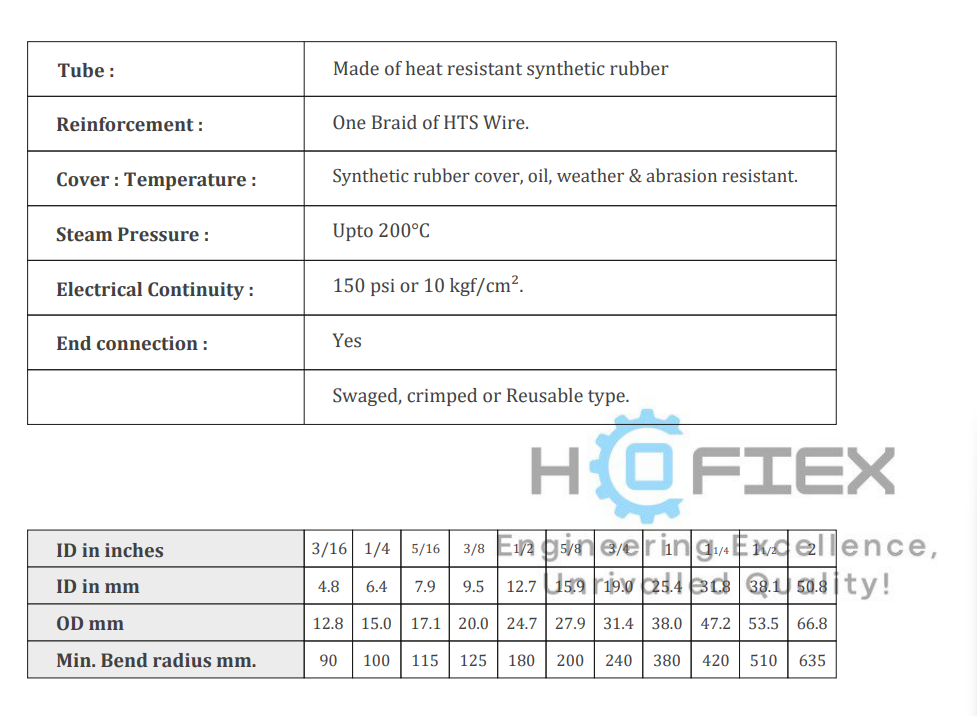 Tube : Made of heat resistant synthetic rubber
Reinforcement : One Braid of HTS Wire.
Cover : Temperature : Synthetic rubber cover, oil, weather & abrasion resistant.
Steam Pressure : Upto 200°C
Electrical Continuity : 150 psi or 10 kgf/cm².
End connection : Yes
Swaged, crimped or Reusable type.
HOFIEX
Engineering Excellence,
Unrivalled Quality!
ID in inches 3/16 1/4 5/16 3/8 1/2 5/8 3/4 1 11/4 11/2 2
ID in mm 4.8 6.4 7.9 9.5 12.7 15.9 19.0 25.4 31.8 38.1 50.8
OD mm 12.8 15.0 17.1 20.0 24.7 27.9 31.4 38.0 47.2 53.5 66.8
Min. Bend radius mm. 90 100 115 125 180 200 240 380 420 510 635